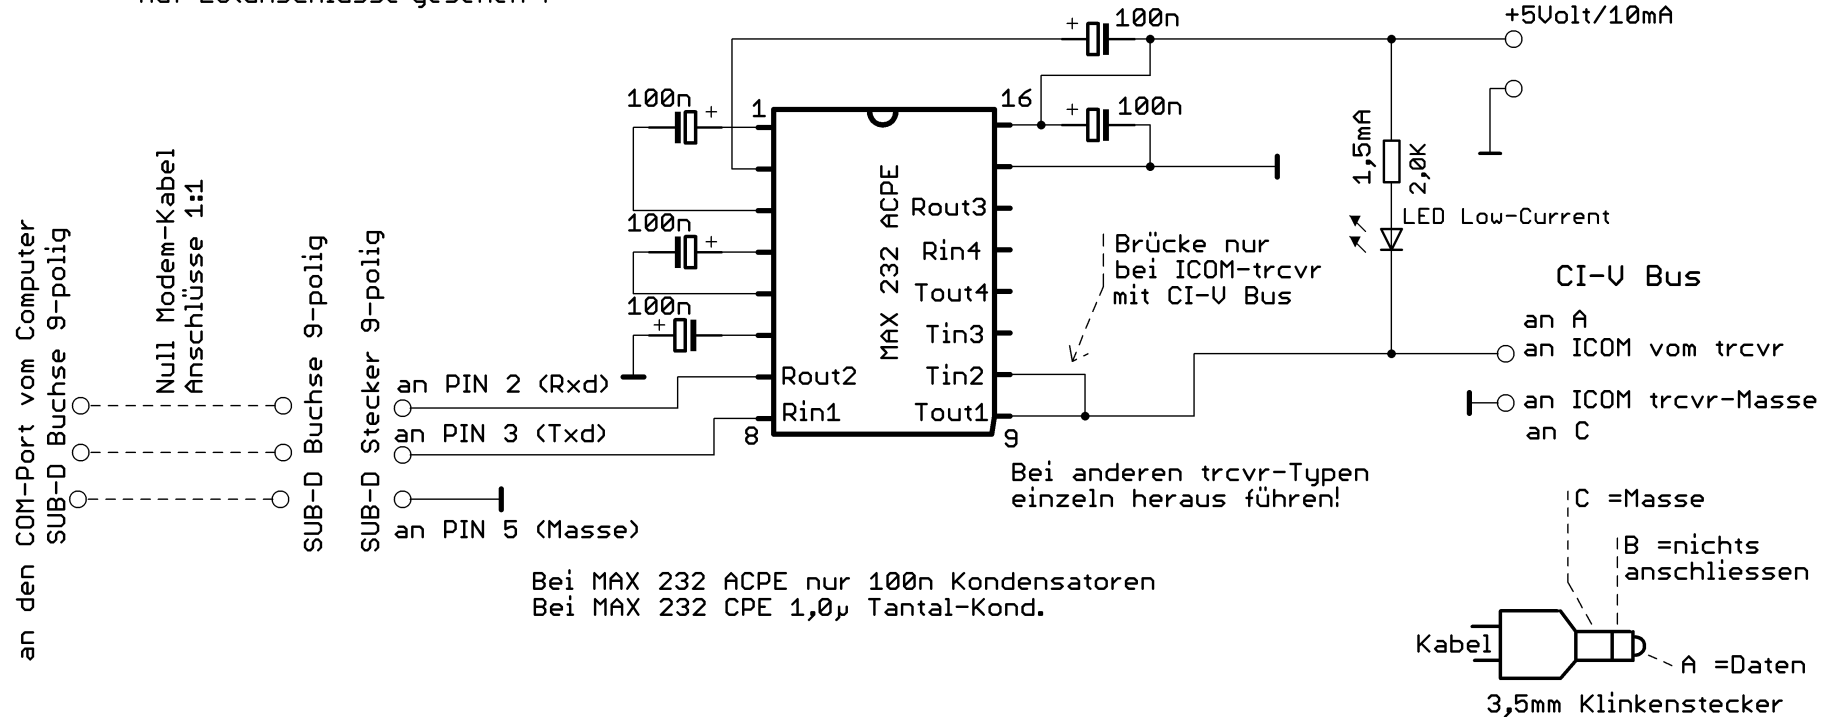 100n
+5Volt/10mA
+
100n
+
1
16
+
100n
1,5mA
2,0K
Null Modem-Kabel
Anschlüsse 1:1
MAX 232 ACPE
Rout3
LED Low-Current
100n
+
Rin4
Brücke nur
bei ICOM-trcvr
mit CI-V Bus
CI-V Bus
Tout4
100n
+
Tin3
an A
an ICOM vom trcvr
an den COM-Port vom Computer
SUB-D Buchse 9-polig
SUB-D Buchse 9-polig
SUB-D Stecker 9-polig
an PIN 2 (Rxd)
Rout2
Tin2
an PIN 3 (Txd)
Rin1
Tout1
8
9
an ICOM trcvr-Masse
an C
Bei anderen trcvr-Typen
einzeln heraus führen!
an PIN 5 (Masse)
C =Masse
B =nichts
anschliessen
Bei MAX 232 ACPE nur 100n Kondensatoren
Bei MAX 232 CPE 1,0µ Tantal-Kond.
Kabel
A =Daten
3,5mm Klinkenstecker